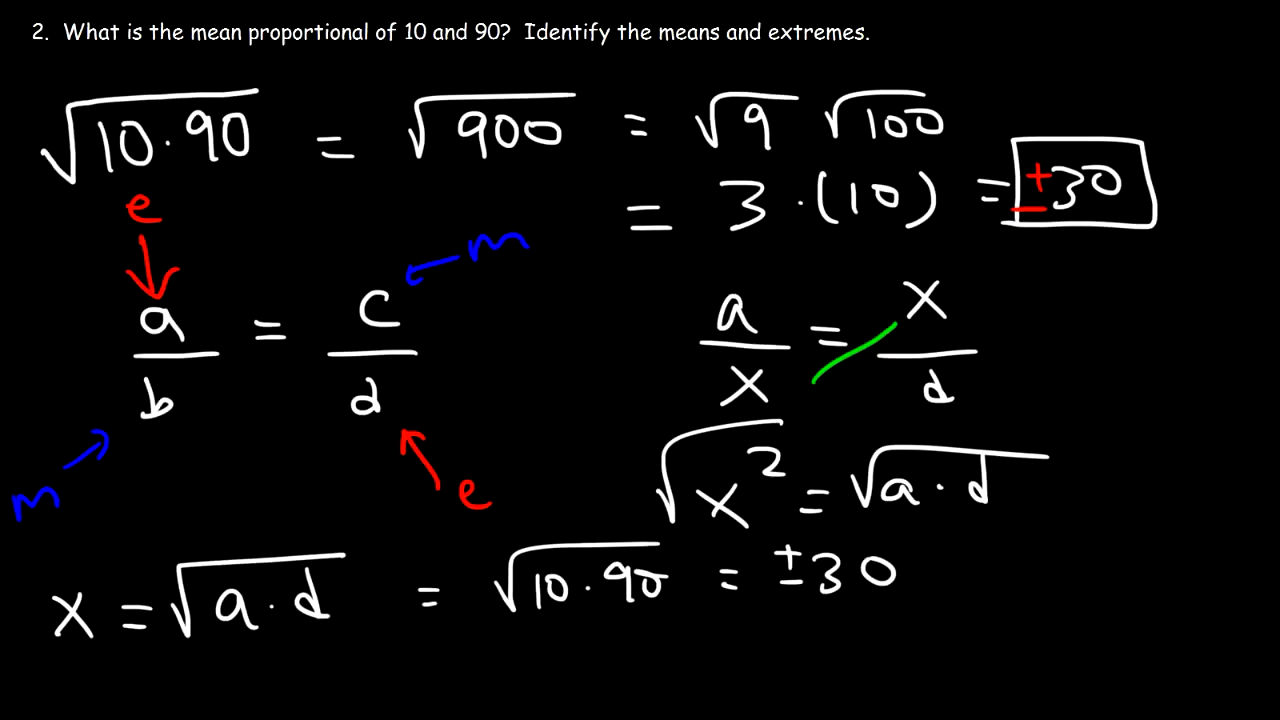 2. What is the mean proportional of 10 and 90? Identify the means and extremes.
√10·90 = √900 = √9 √100
= 3·(10) = ±30
e
m
a/b = c/d
a/x = x/d
m
e
√x² = √a·d
x = √a·d = √10·90 = ±30